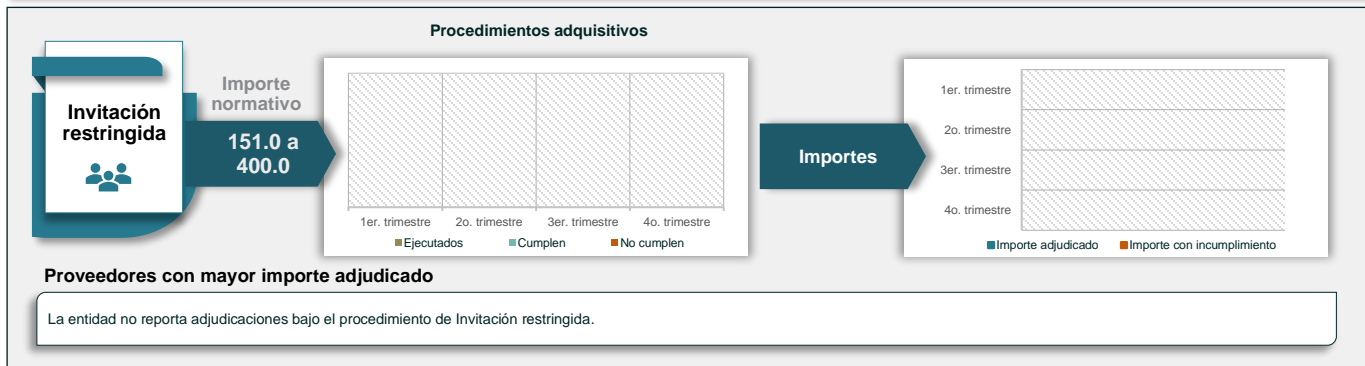 Procedimientos adquisitivos
Invitación
restringida
Importe
normativo
151.0 a
400.0
1er. trimestre
2o. trimestre
3er. trimestre
4o. trimestre
Ejecutados
Cumplen
No cumplen
Importes
1er. trimestre
2o. trimestre
3er. trimestre
4o. trimestre
Importe adjudicado
Importe con incumplimiento
Proveedores con mayor importe adjudicado
La entidad no reporta adjudicaciones bajo el procedimiento de Invitación restringida.